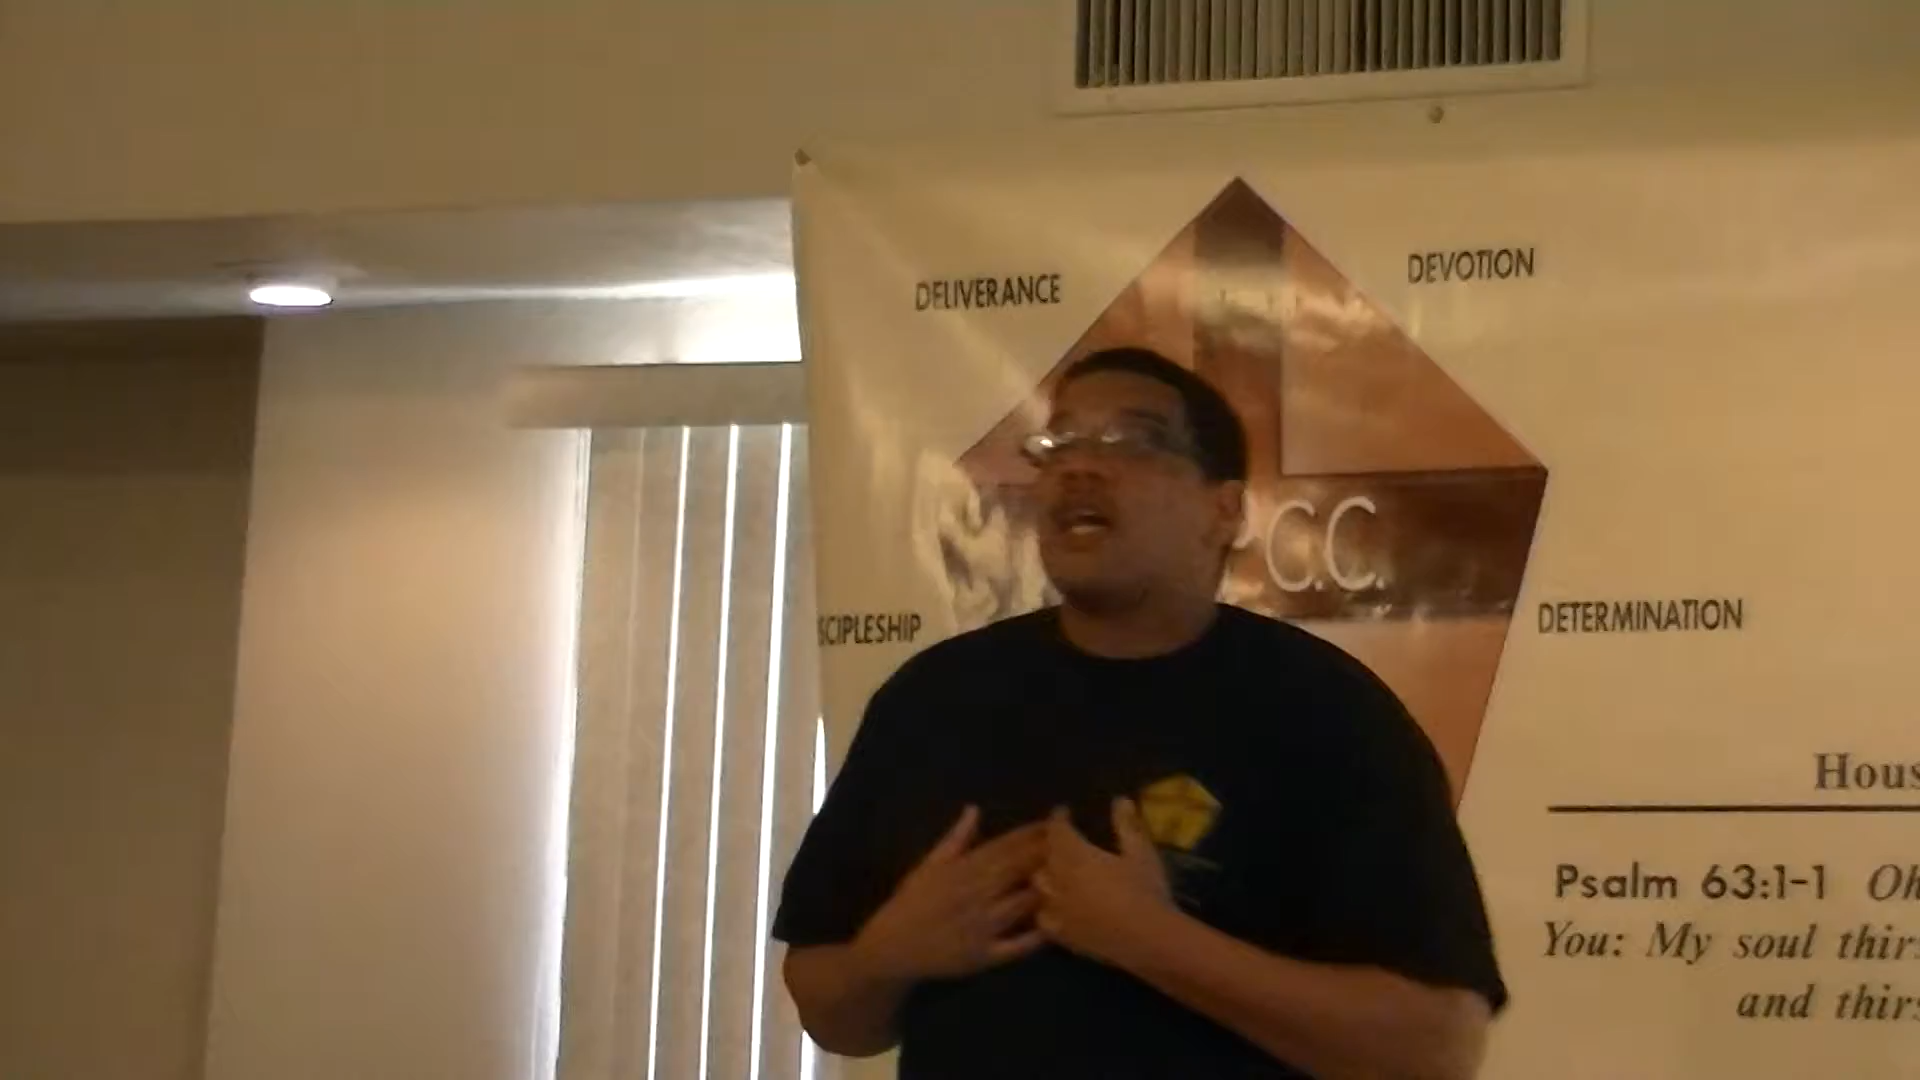 DELIVERANCE
DEVOTION
C.C.
SCIPLESHIP
DETERMINATION
Hous
Psalm 63:1-1 Oh
You: My soul thirs
and thirs